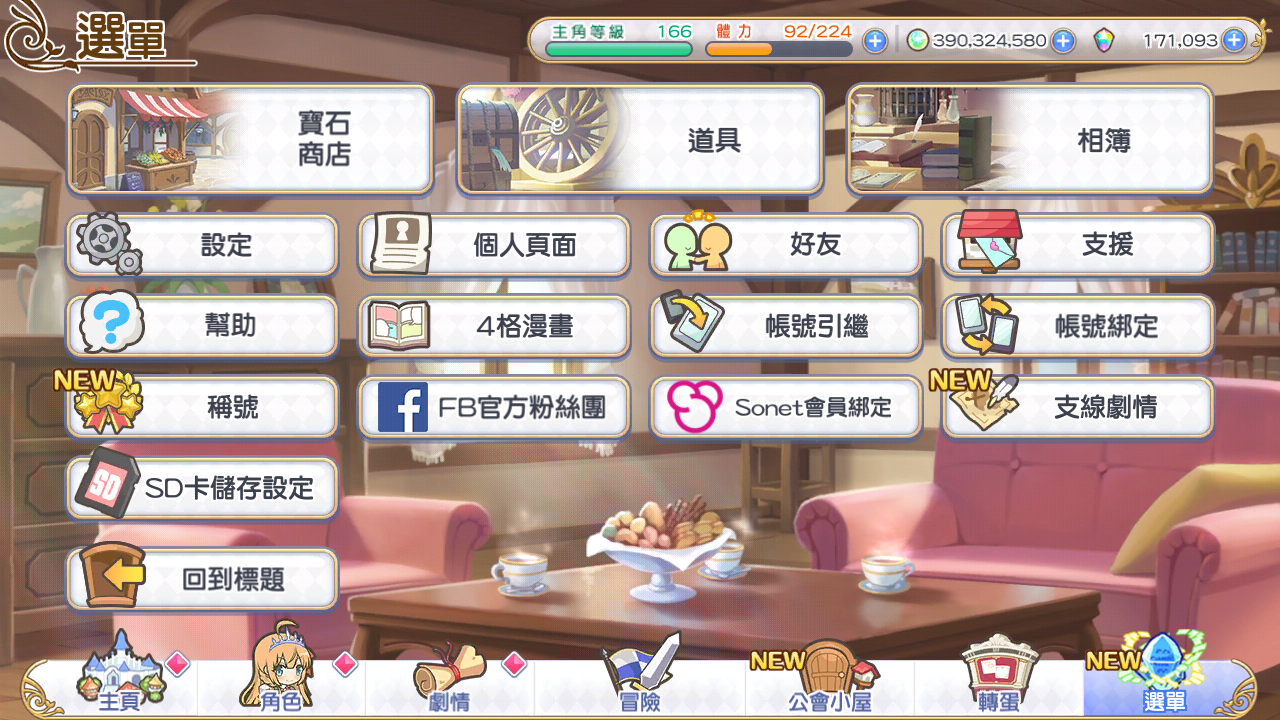 選單
主角等級 166
體力 92/224
390,324,580
171,093
寶石
商店
道具
相簿
設定
個人頁面
好友
支援
幫助
4格漫畫
帳號引繼
帳號綁定
NEW
稱號
FB官方粉絲團
Sonet會員綁定
NEW
支線劇情
SD
SD卡儲存設定
回到標題
主頁
角色
劇情
冒險
NEW
公會小屋
轉蛋
NEW
選單